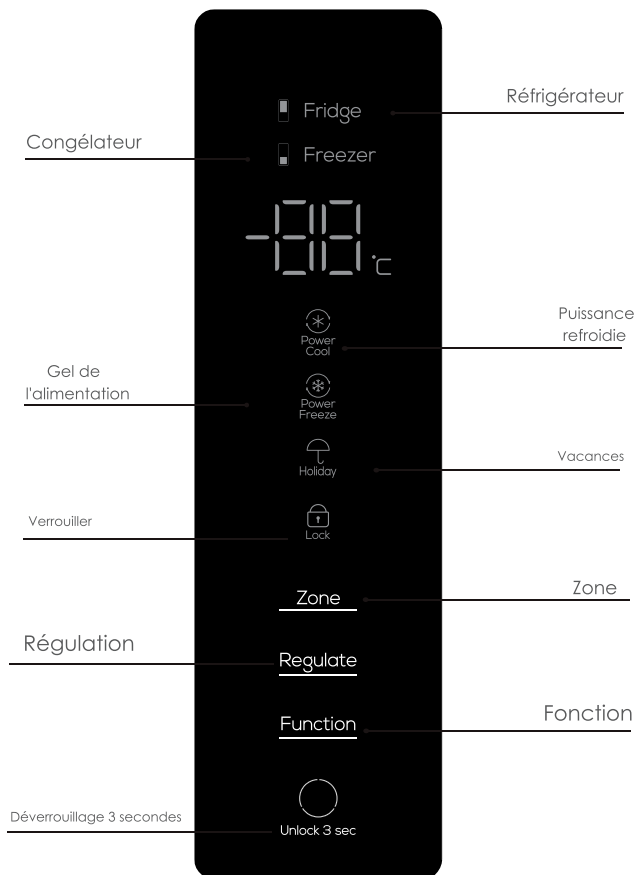 Fridge
Réfrigérateur
Congélateur
Freezer
-88
°C
Puissance
refroidie
Power
Cool
Gel de
l'alimentation
Power
Freeze
Holiday
Vacances
Verrouiller
Lock
Zone
Zone
Régulation
Regulate
Function
Fonction
Déverrouillage 3 secondes
Unlock 3 sec